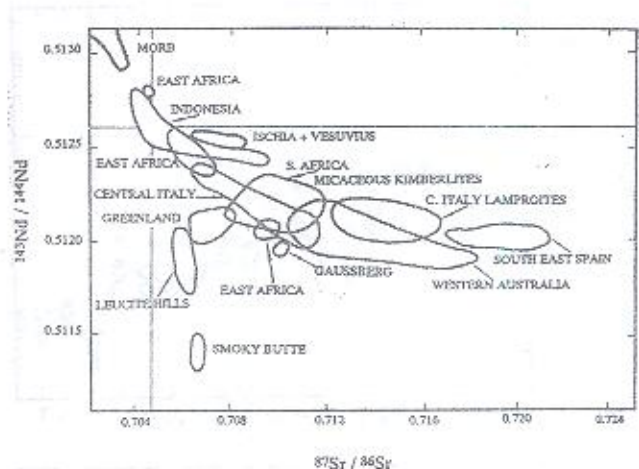 0.5130
MORB
EAST AFRICA
INDONESIA
ISCHIA + VESUVIUS
0.5125
EAST AFRICA
S. AFRICA
MICACEOUS KIMBERLITES
CENTRAL ITALY
C. ITALY LAMPROITES
GREENLAND
0.5120
GAUSSBERG
SOUTH EAST SPAIN
EAST AFRICA
WESTERN AUSTRALIA
LEUCITE HILLS
0.5115
SMOKY BUTTE
¹⁴³Nd / ¹⁴⁴Nd
0.704 0.708 0.712 0.716 0.720 0.724
⁸⁷Sr / ⁸⁶Sr